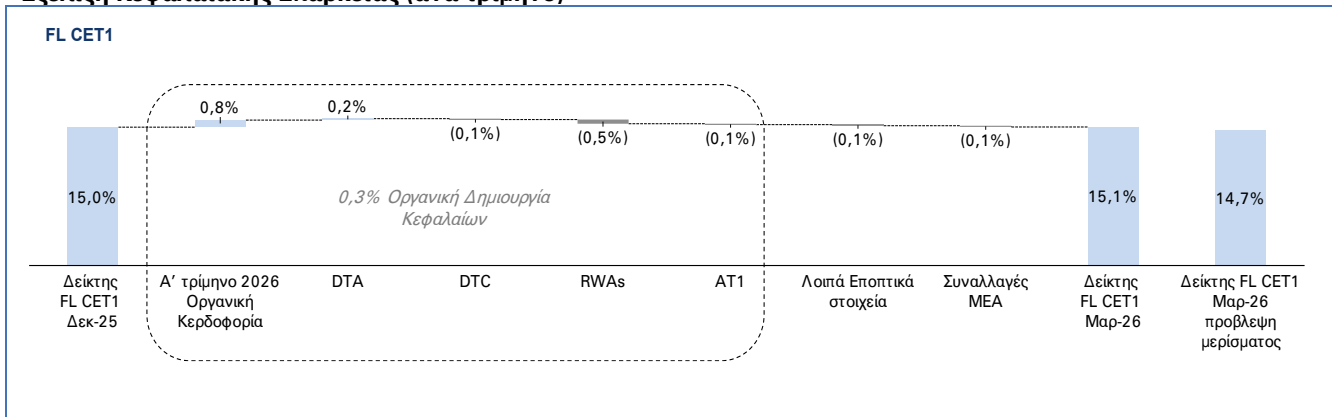 Εξέλιξη Κεφαλαιακής Επάρκειας (ανά τρίμηνο)
FL CET1
0,8%
0,2%
(0,1%)
(0,5%)
(0,1%)
(0,1%)
(0,1%)
15,0%
0,3% Οργανική Δημιουργία
Κεφαλαίων
15,1%
14,7%
Δείκτης
FL CET1
Δεκ-25
Α’ τρίμηνο 2026
Οργανική
Κερδοφορία
DTA
DTC
RWAs
AT1
Λοιπά Εποπτικά
στοιχεία
Συναλλαγές
ΜΕΑ
Δείκτης
FL CET1
Μαρ-26
Δείκτης FL CET1
Μαρ-26
προβλεψη
μερίσματος